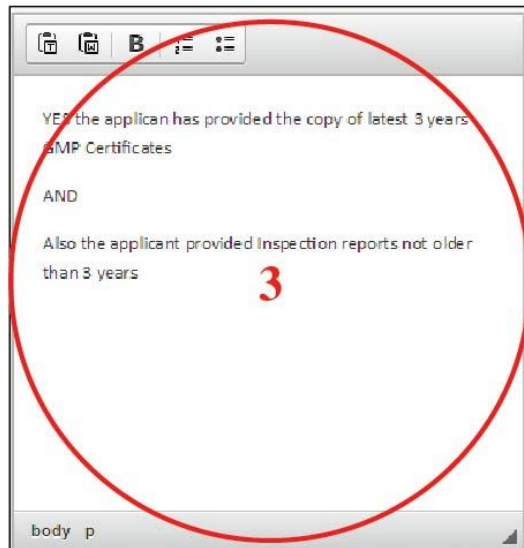 YES the applican has provided the copy of latest 3 years
GMP Certificates
AND
Also the applicant provided Inspection reports not older
than 3 years
3
body p